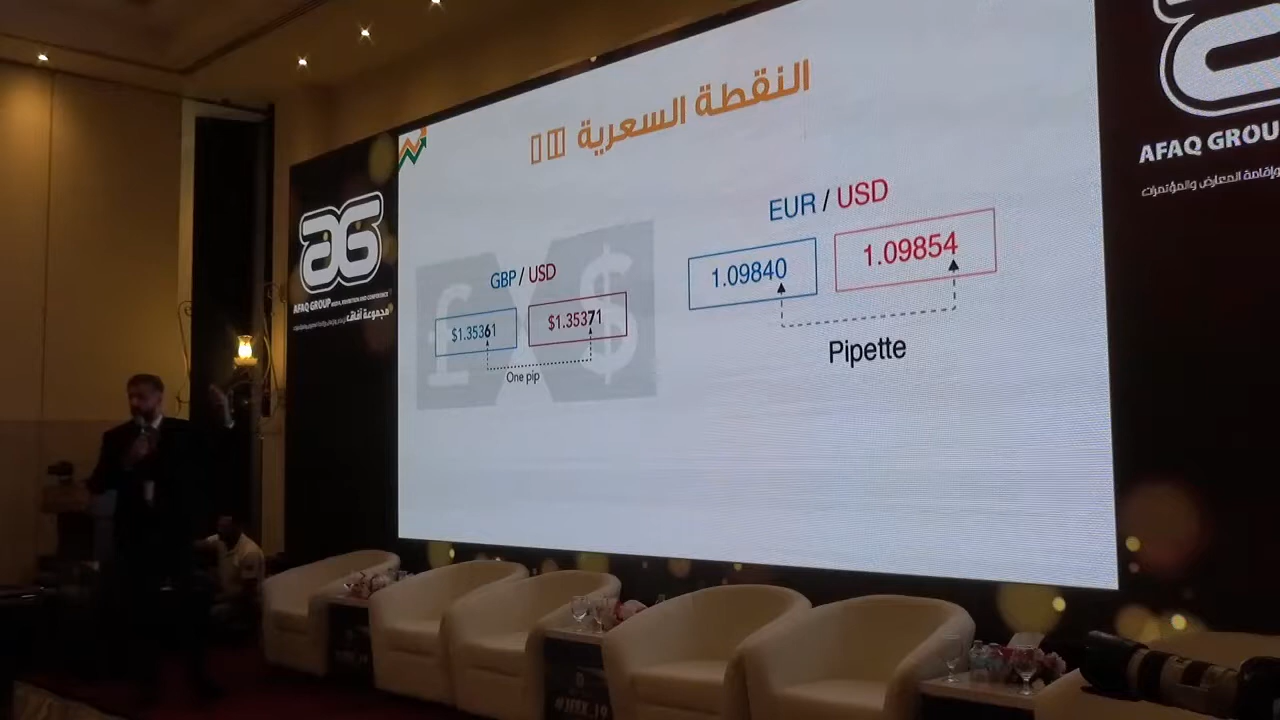 النقطة السعرية
GBP / USD
$1.35361
$1.35371
One pip
EUR / USD
1.09840
1.09854
Pipette
AG
AFAQ GROUP
مجموعة آفاق
AFAQ GROU
وإقامة المعارض والمؤتمرات